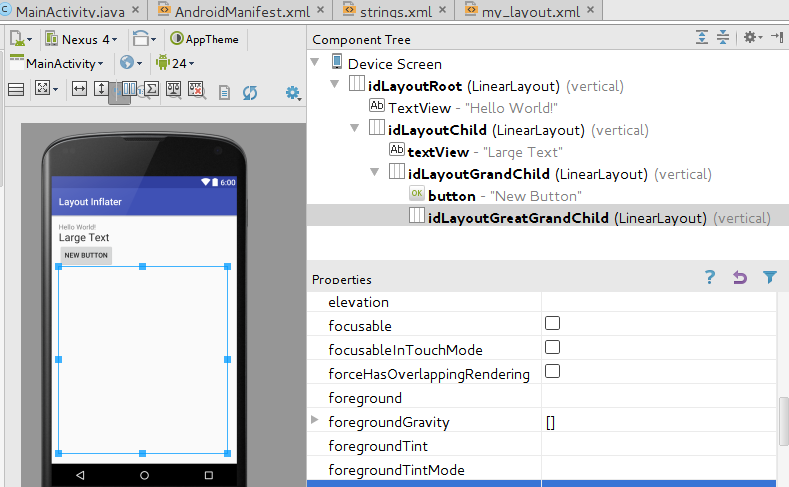 MainActivity.java AndroidManifest.xml strings.xml my_layout.xml
Nexus 4 AppTheme
MainActivity 24
Component Tree
Device Screen
idLayoutRoot (LinearLayout) (vertical)
Ab TextView - "Hello World!"
idLayoutChild (LinearLayout) (vertical)
Ab textView - "Large Text"
idLayoutGrandChild (LinearLayout) (vertical)
OK button - "New Button"
idLayoutGreatGrandChild (LinearLayout) (vertical)
6:00
Layout Inflater
Hello World!
Large Text
NEW BUTTON
Properties ?
elevation
focusable
focusableInTouchMode
forceHasOverlappingRendering
foreground
foregroundGravity []
foregroundTint
foregroundTintMode